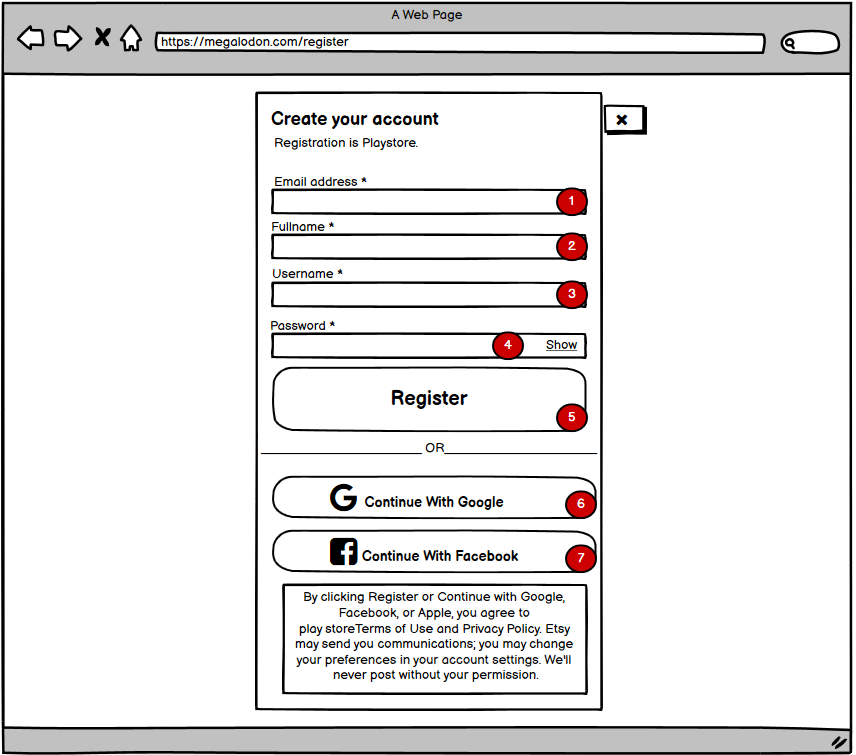 A Web Page
https://megalodon.com/register
Create your account
Registration is Playstore.
Email address *
1
Fullname *
2
Username *
3
Password *
4 Show
Register
5
OR
Continue With Google
6
Continue With Facebook
7
By clicking Register or Continue with Google,
Facebook, or Apple, you agree to
play storeTerms of Use and Privacy Policy. Etsy
may send you communications; you may change
your preferences in your account settings. We'll
never post without your permission.